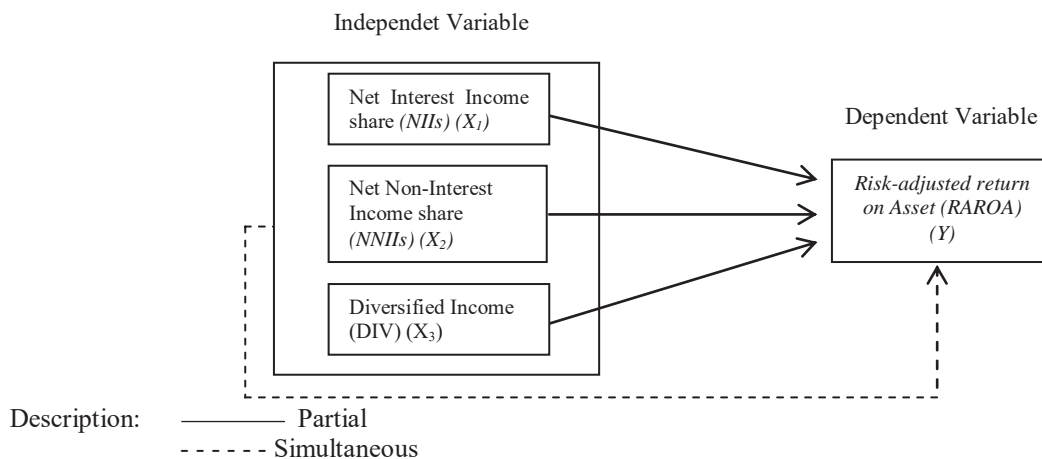 Independet Variable
Net Interest Income
share (NIIs) (X1)
Net Non-Interest
Income share
(NNIIs) (X2)
Diversified Income
(DIV) (X3)
Dependent Variable
Risk-adjusted return
on Asset (RAROA)
(Y)
Description: Partial
Simultaneous